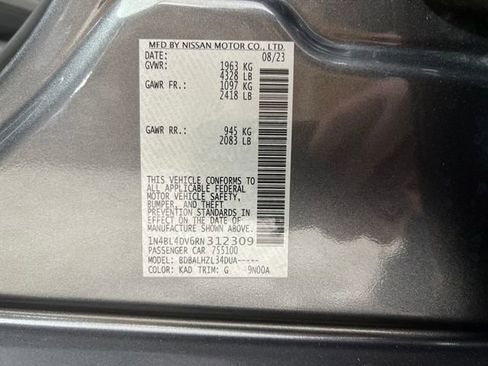 MFD BY NISSAN MOTOR CO., LTD.
DATE: 08/23
GVWR: 1963 KG
4328 LB
GAWR FR.: 1097 KG
2418 LB
GAWR RR.: 945 KG
2083 LB
THIS VEHICLE CONFORMS TO
ALL APPLICABLE FEDERAL
MOTOR VEHICLE SAFETY,
BUMPER, AND THEFT
PREVENTION STANDARDS IN
EFFECT ON THE DATE OF
MANUFACTURE SHOWN ABOVE.
1N4BL4DV6RN312309
PASSENGER CAR 7S5100
MODEL: BDBALHZL34DUA-----
COLOR: KAD TRIM: G 9N00A